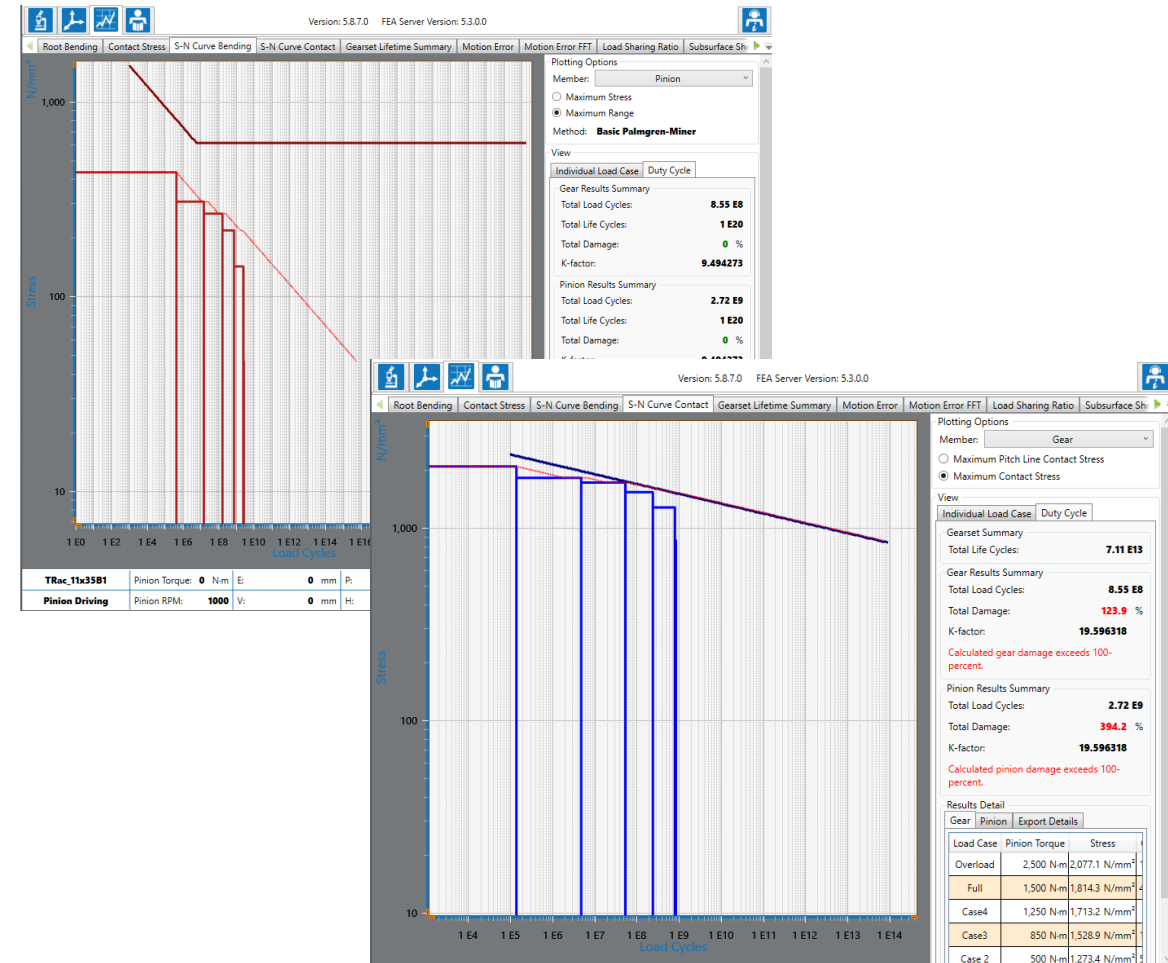 Version: 5.8.7.0 FEA Server Version: 5.3.0.0
Root Bending Contact Stress S-N Curve Bending S-N Curve Contact Gearset Lifetime Summary Motion Error Motion Error FFT Load Sharing Ratio Subsurface Sh
N/mm²
1,000
100
10
Stress
1 E0 1 E2 1 E4 1 E6 1 E8 1 E10 1 E12 1 E14 1 E16
Load Cycles
Plotting Options
Member: Pinion
Maximum Stress
Maximum Range
Method: Basic Palmgren-Miner
View
Individual Load Case Duty Cycle
Gear Results Summary
Total Load Cycles: 8.55 E8
Total Life Cycles: 1 E20
Total Damage: 0 %
K-factor: 9.494273
Pinion Results Summary
Total Load Cycles: 2.72 E9
Total Life Cycles: 1 E20
Total Damage: 0 %
TRac_11x35B1 Pinion Torque: 0 N·m E: 0 mm P:
Pinion Driving Pinion RPM: 1000 V: 0 mm H:
Version: 5.8.7.0 FEA Server Version: 5.3.0.0
Root Bending Contact Stress S-N Curve Bending S-N Curve Contact Gearset Lifetime Summary Motion Error Motion Error FFT Load Sharing Ratio Subsurface Sh
N/mm²
1,000
100
10
Stress
1 E4 1 E5 1 E6 1 E7 1 E8 1 E9 1 E10 1 E11 1 E12 1 E13 1 E14
Load Cycles
Plotting Options
Member: Gear
Maximum Pitch Line Contact Stress
Maximum Contact Stress
View
Individual Load Case Duty Cycle
Gearset Summary
Total Life Cycles: 7.11 E13
Gear Results Summary
Total Load Cycles: 8.55 E8
Total Damage: 123.9 %
K-factor: 19.596318
Calculated gear damage exceeds 100-
percent.
Pinion Results Summary
Total Load Cycles: 2.72 E9
Total Damage: 394.2 %
K-factor: 19.596318
Calculated pinion damage exceeds 100-
percent.
Results Detail
Gear Pinion Export Details
Load Case Pinion Torque Stress
Overload 2,500 N·m 2,077.1 N/mm²
Full 1,500 N·m 1,814.3 N/mm²
Case4 1,250 N·m 1,713.2 N/mm²
Case3 850 N·m 1,528.9 N/mm²
Case 2 500 N·m 1,273.4 N/mm²